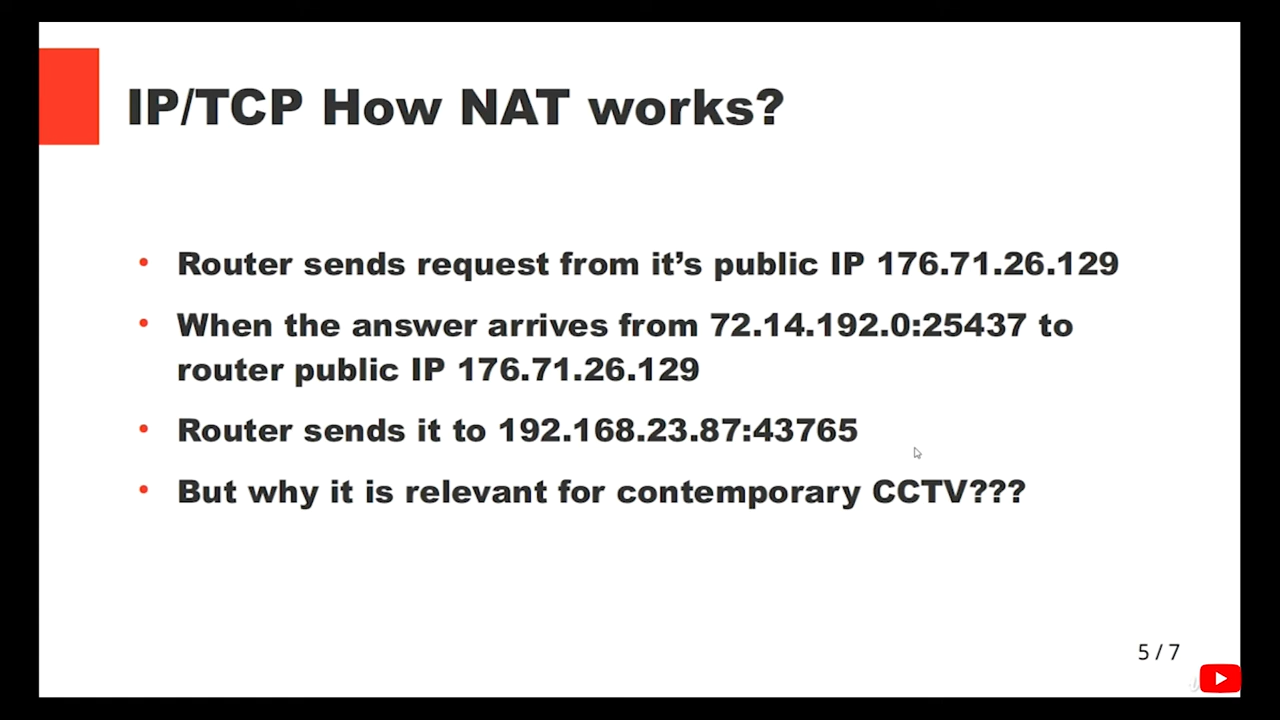 IP/TCP How NAT works?
• Router sends request from it’s public IP 176.71.26.129
• When the answer arrives from 72.14.192.0:25437 to
router public IP 176.71.26.129
• Router sends it to 192.168.23.87:43765
• But why it is relevant for contemporary CCTV???
5 / 7